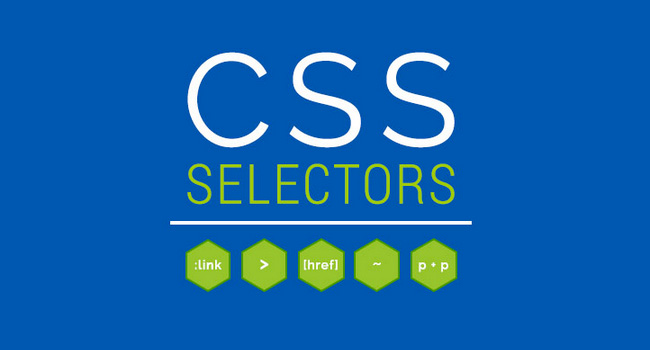 CSS
SELECTORS
:link > [href] ~ p + p